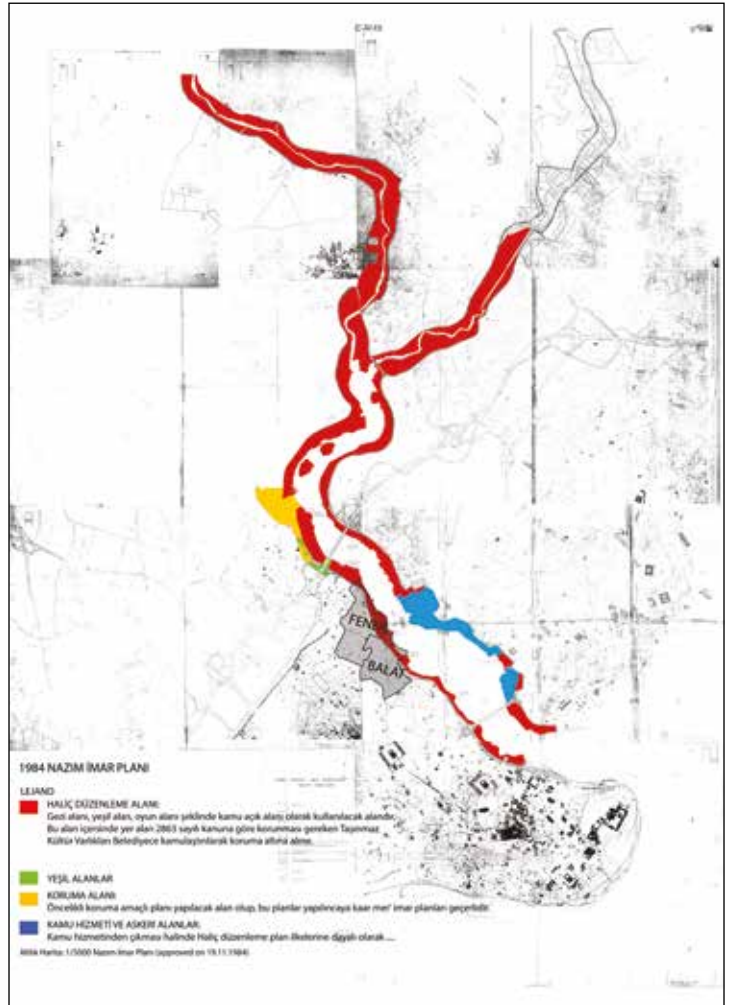 FENER
BALAT
1984 NAZIM İMAR PLANI
LEJAND
HALİÇ DÜZENLEME ALANI:
Gezi alanı, yeşil alan, oyun alanı şeklinde kamu açık alanı olarak kullanılacak alandır.
Bu alan içersinde yer alan 2863 sayılı kanuna göre korunması gereken Taşınmaz
Kültür Varlıkları Belediyece kamulaştırılarak koruma altına alınır.
YEŞİL ALANLAR
KORUMA ALANI:
Öncelikli koruma amaçlı planı yapılacak alan olup, bu planlar yapılıncaya kaar mer' imar planları geçerlidir.
KAMU HİZMETİ VE ASKERİ ALANLAR:
Kamu hizmetinden çıkması halinde Haliç düzenleme plan ilkelerine dayalı olarak ....
Altlık Harita: 1/5000 Nazım İmar Planı (approved on 19.11.1984)